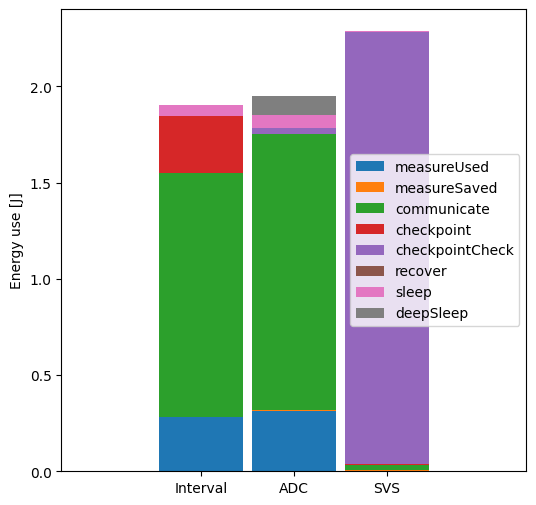 Energy use [J]
2.0
1.5
1.0
0.5
0.0
measureUsed
measureSaved
communicate
checkpoint
checkpointCheck
recover
sleep
deepSleep
Interval
ADC
SVS